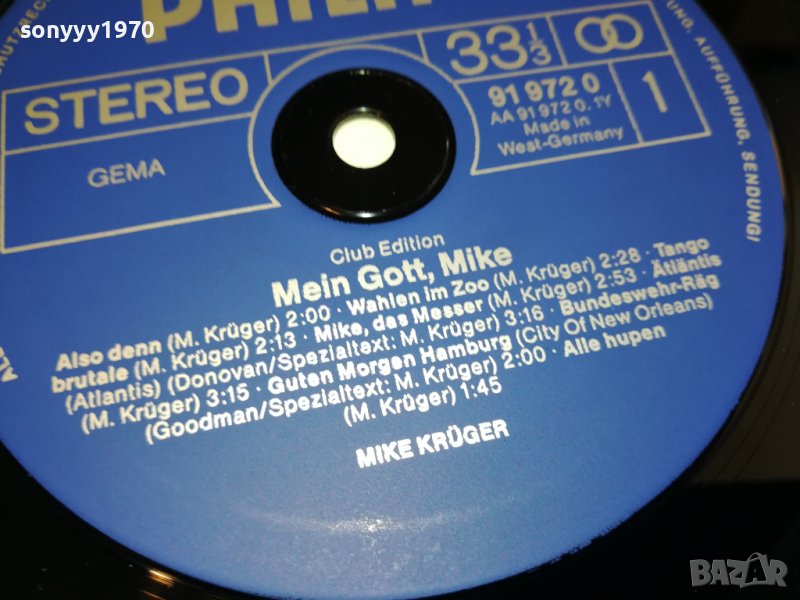 sonyyy1970
STEREO
GEMA
33 1/3
91 972 0
AA 91 972 0. 1Y
Made in
West-Germany
1
UNG, AUFFÜHRUNG, SENDUNG!
Club Edition
Mein Gott, Mike
Also denn (M. Krüger) 2:00 · Wahlen im Zoo (M. Krüger) 2:28 · Tango
brutale (M. Krüger) 2:13 · Mike, das Messer (M. Krüger) 2:53 · Atläntis
(Atlantis) (Donovan/Spezialtext: M. Krüger) 3:16 · Bundeswehr-Räg
(M. Krüger) 3:15 · Guten Morgen Hamburg (City Of New Orleans)
(Goodman/Spezialtext: M. Krüger) 2:00 · Alle hupen
(M. Krüger) 1:45
MIKE KRÜGER
BAZAR